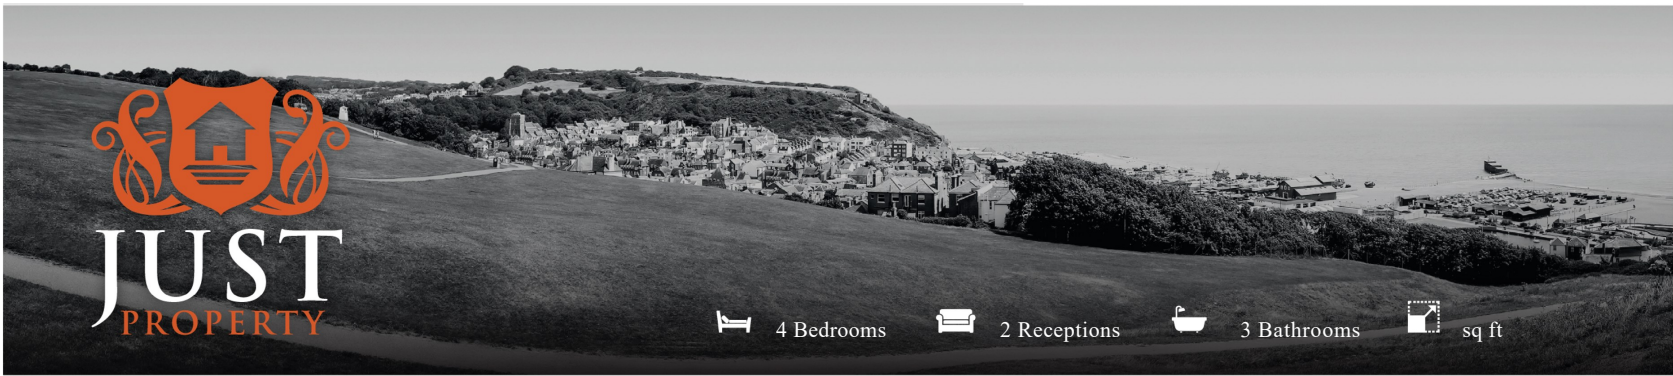 JUST
PROPERTY
4 Bedrooms
2 Receptions
3 Bathrooms
sq ft